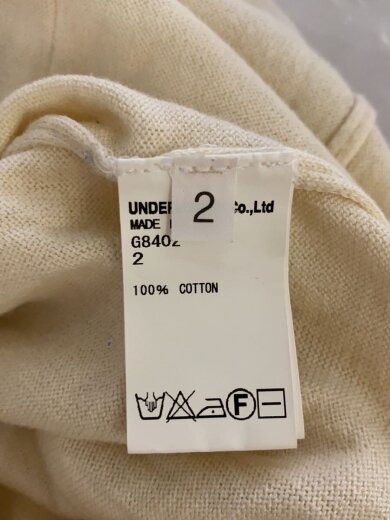 2
UNDER Co.,Ltd
MADE
G8402
2
100% COTTON
F